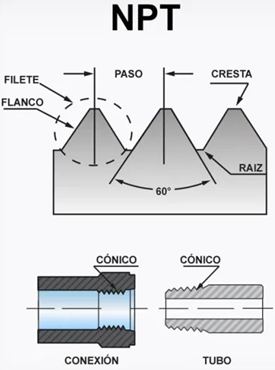 NPT
FILETE
PASO
CRESTA
FLANCO
RAIZ
60°
CÓNICO
CÓNICO
CONEXIÓN
TUBO